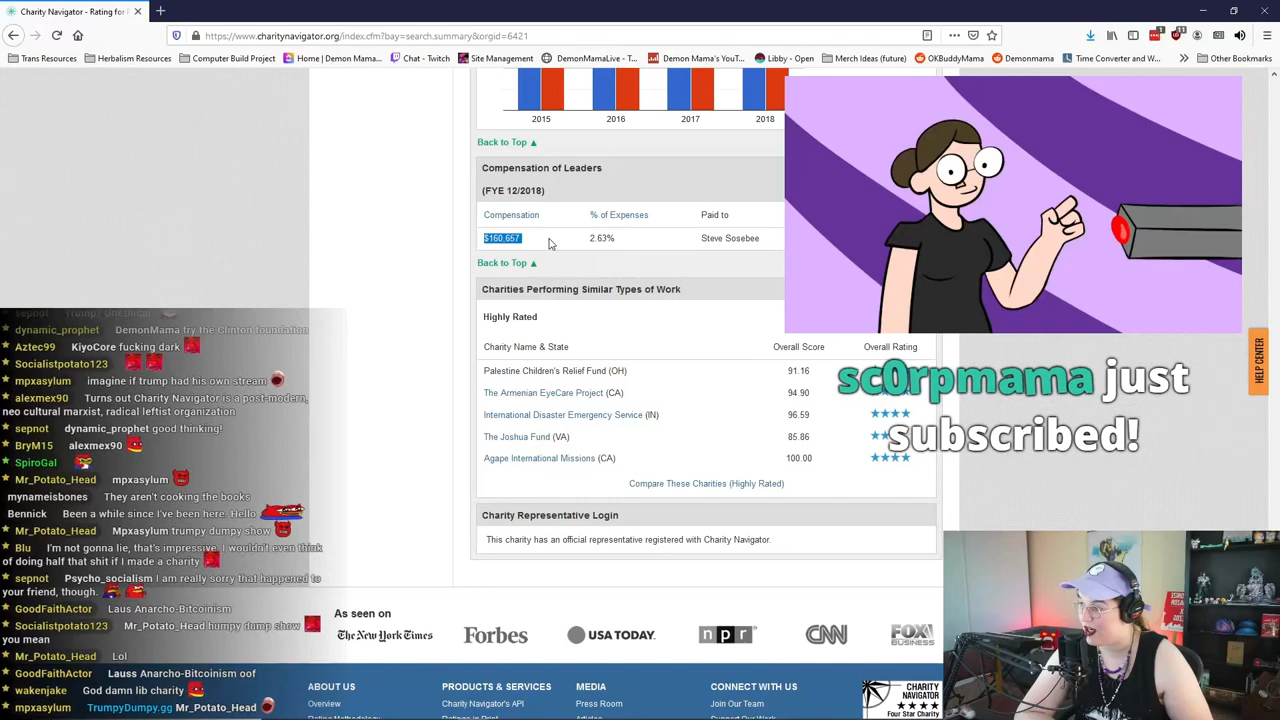 Charity Navigator - Rating for P
https://www.charitynavigator.org/index.cfm?bay=search.summary&orgid=6421
Trans Resources
Herbalism Resources
Computer Build Project
Home | Demon Mama...
Chat - Twitch
Site Management
DemonMamaLive - T...
Demon Mama's YouT...
Libby - Open
Merch Ideas (future)
OKBuddyMama
Demonmama
Time Converter and W...
Other Bookmarks
2015 2016 2017 2018
Back to Top ▲
Compensation of Leaders
(FYE 12/2018)
Compensation % of Expenses Paid to
$160,657 2.63% Steve Sosebee
Back to Top ▲
Charities Performing Similar Types of Work
Highly Rated
Charity Name & State Overall Score Overall Rating
Palestine Children's Relief Fund (OH) 91.16
The Armenian EyeCare Project (CA) 94.90
International Disaster Emergency Service (IN) 96.59
The Joshua Fund (VA) 85.86
Agape International Missions (CA) 100.00
Compare These Charities (Highly Rated)
Charity Representative Login
This charity has an official representative registered with Charity Navigator.
HELP CENTER
sc0rpmama just
subscribed!
dynamic_prophet DemonMama try the Clinton foundation
Aztec99 KiyoCore fucking dark
Socialistpotato123
mpxasylum imagine if trump had his own stream
alexmex90 Turns out Charity Navigator is a post-modern,
neo cultural marxist, radical leftist organization
sepnot dynamic_prophet good thinking!
BryM15 alexmex90
SpiroGal
Mr_Potato_Head mpxasylum
mynameisbones They aren't cooking the books
Bennick Been a while since I've been here. Hello
Mr_Potato_Head Mpxasylum trumpy dumpy show
Blu I'm not gonna lie, that's impressive. I wouldn't even think
of doing half that shit if I made a charity
sepnot Psycho_socialism I am really sorry that happened to
your friend, though.
GoodFaithActor Laus Anarcho-Bitcoinism
Socialistpotato123 Mr_Potato_Head humpy dump show
you mean
Mr_Potato_Head Lol
GoodFaithActor Lauss Anarcho-Bitcoinism oof
wakenjake God damn lib charity
mpxasylum TrumpyDumpy.gg Mr_Potato_Head
As seen on
The New York Times
Forbes
USA TODAY.
npr
CNN
FOX
BUSINESS
ABOUT US PRODUCTS & SERVICES MEDIA CONNECT WITH US
Overview Charity Navigator's API Press Room Join Our Team
CHARITY
NAVIGATOR
Four Star Charity